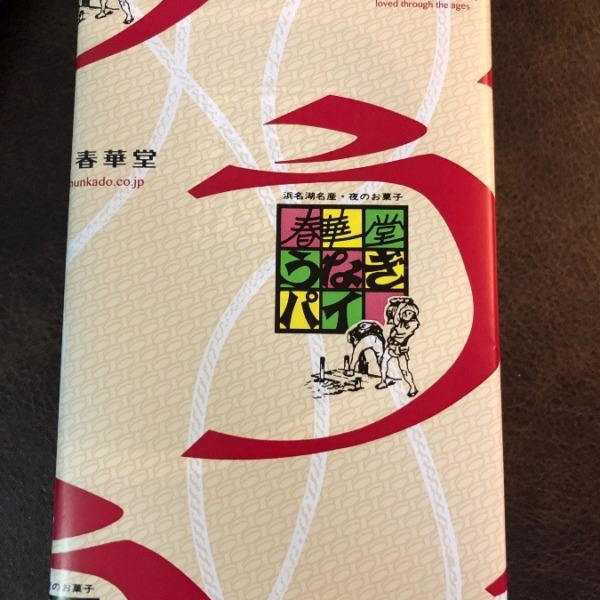 loved through the ages
春華堂
hunkado.co.jp
う
浜名湖名産・夜のお菓子
春華堂
うなぎ
パイ
のお菓子